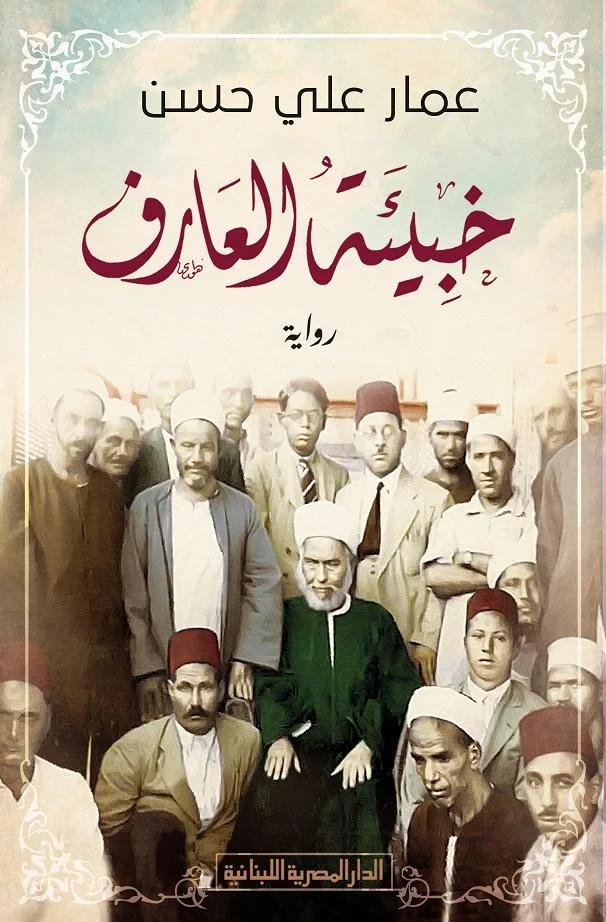 عمار علي حسن
خَبِيئَةُ العَارِف
رواية
الدار المصرية اللبنانية